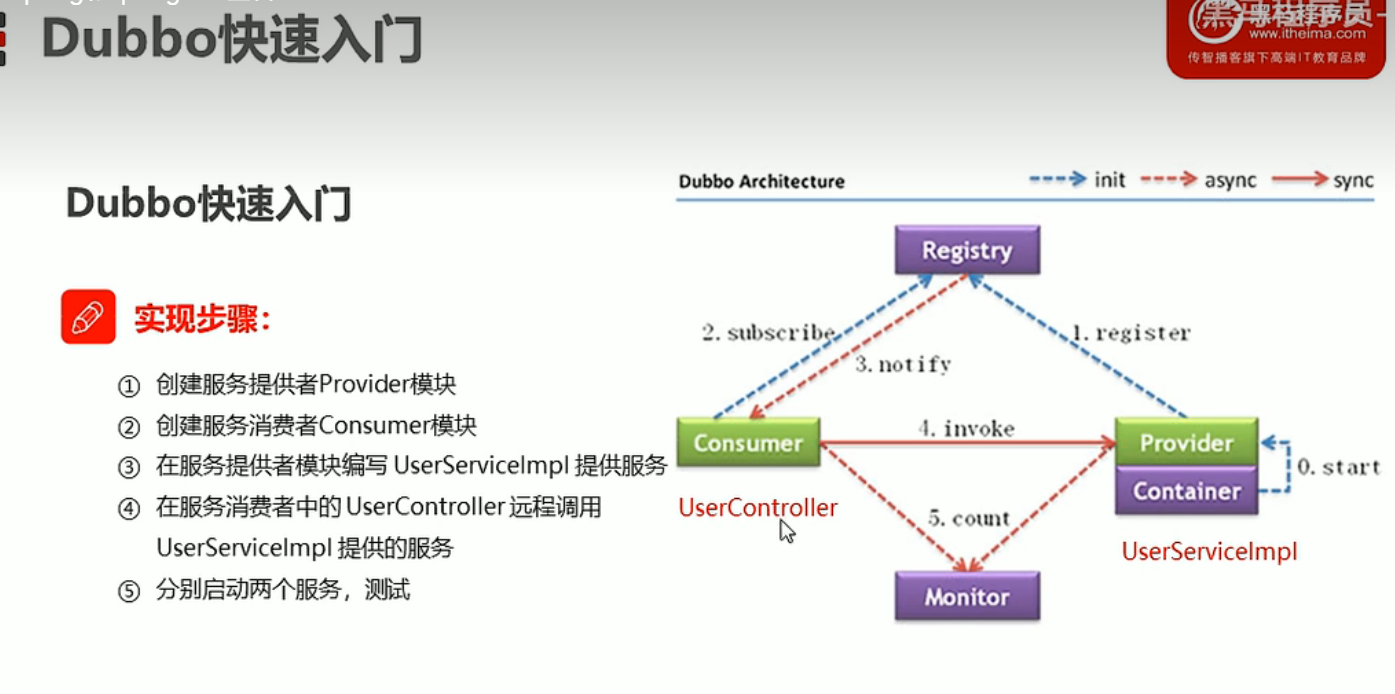 Dubbo快速入门
黑马程序员
www.itheima.com
传智播客旗下高端IT教育品牌
Dubbo快速入门
实现步骤：
① 创建服务提供者Provider模块
② 创建服务消费者Consumer模块
③ 在服务提供者模块编写 UserServiceImpl 提供服务
④ 在服务消费者中的 UserController 远程调用
UserServiceImpl 提供的服务
⑤ 分别启动两个服务，测试
Dubbo Architecture
init
async
sync
Registry
2. subscribe
1. register
3. notify
Consumer
4. invoke
Provider
0. start
Container
UserController
5. count
UserServiceImpl
Monitor